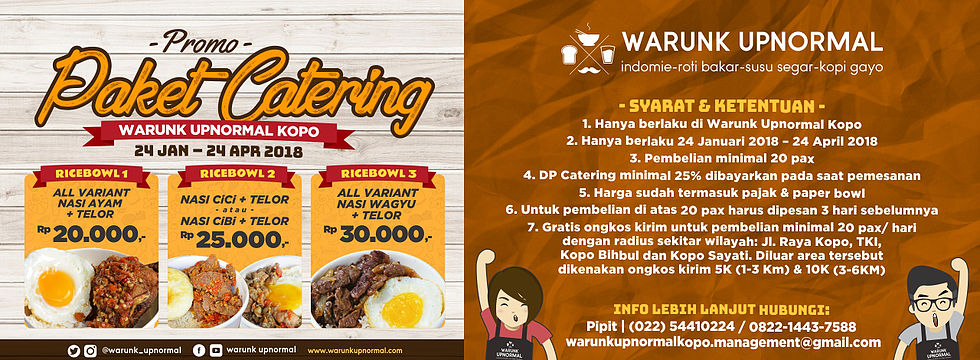 - Promo -
Paket Catering
WARUNK UPNORMAL KOPO
24 JAN – 24 APR 2018
RICEBOWL 1
ALL VARIANT
NASI AYAM
+ TELOR
Rp 20.000,-
RICEBOWL 2
NASI CiCi + TELOR
- atau -
NASI CiBi + TELOR
Rp 25.000,-
RICEBOWL 3
ALL VARIANT
NASI WAGYU
+ TELOR
Rp 30.000,-
@warunk_upnormal
warunk upnormal
www.warunkupnormal.com
WARUNK UPNORMAL
indomie-roti bakar-susu segar-kopi gayo
- SYARAT & KETENTUAN -
1. Hanya berlaku di Warunk Upnormal Kopo
2. Hanya berlaku 24 Januari 2018 – 24 April 2018
3. Pembelian minimal 20 pax
4. DP Catering minimal 25% dibayarkan pada saat pemesanan
5. Harga sudah termasuk pajak & paper bowl
6. Untuk pembelian di atas 20 pax harus dipesan 3 hari sebelumnya
7. Gratis ongkos kirim untuk pembelian minimal 20 pax/ hari
dengan radius sekitar wilayah: Jl. Raya Kopo, TKI,
Kopo Bihbul dan Kopo Sayati. Diluar area tersebut
dikenakan ongkos kirim 5K (1-3 Km) & 10K (3-6KM)
INFO LEBIH LANJUT HUBUNGI:
Pipit | (022) 54410224 / 0822-1443-7588
warunkupnormalkopo.management@gmail.com
WARUNK
UPNORMAL
WARUNK
UPNORMAL